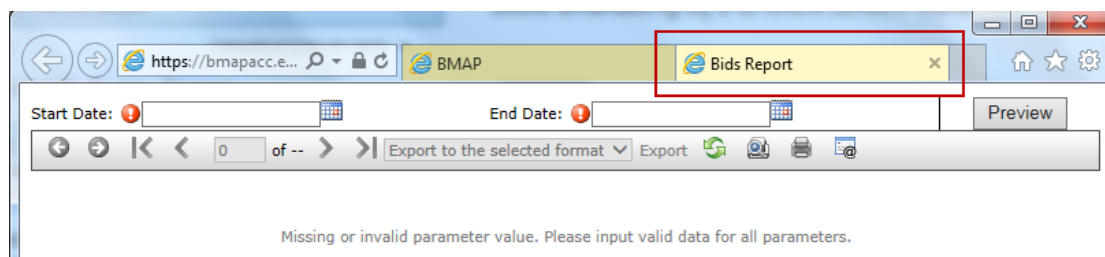 https://bmapacc.e... BMAP Bids Report
Start Date: End Date: Preview
0 of -- Export to the selected format Export
Missing or invalid parameter value. Please input valid data for all parameters.